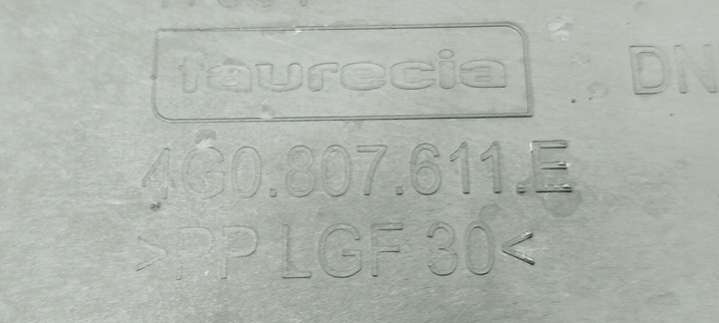 faurecia
DN
4G0.807.611.E
>PP LGF 30<